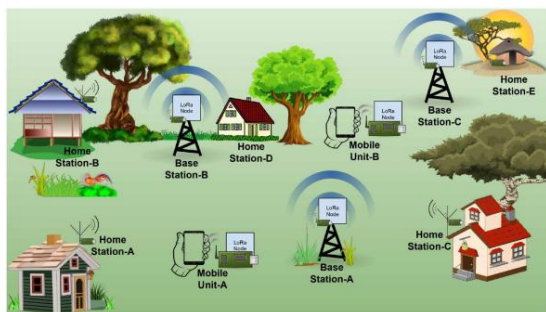 LoRa
Node
Home
Station-E
Base
Station-C
LoRa
Node
Home
Station-B
Base
Station-B
Home
Station-D
LoRa
Node
Mobile
Unit-B
Home
Station-A
LoRa
Node
Mobile
Unit-A
LoRa
Node
Base
Station-A
Home
Station-C